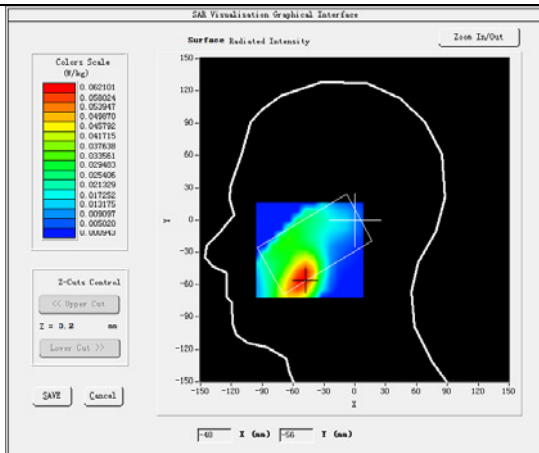 SAR Visualisation Graphical Interface
Surface Radiated Intensity
Zoom In/Out
Colors Scale
(W/kg)
0.062101
0.058024
0.053947
0.049870
0.045792
0.041715
0.037638
0.033561
0.029483
0.025406
0.021329
0.017252
0.013175
0.009097
0.005020
0.000943
Z-Cuts Control
<< Upper Cut
Z = 0.2 mm
Lower Cut >>
SAVE
Cancel
150
120
90
60
30
0
-30
-60
-90
-120
-150
Y
-150 -120 -90 -60 -30 0 30 60 90 120 150
X
-48 X (mm) -56 Y (mm)